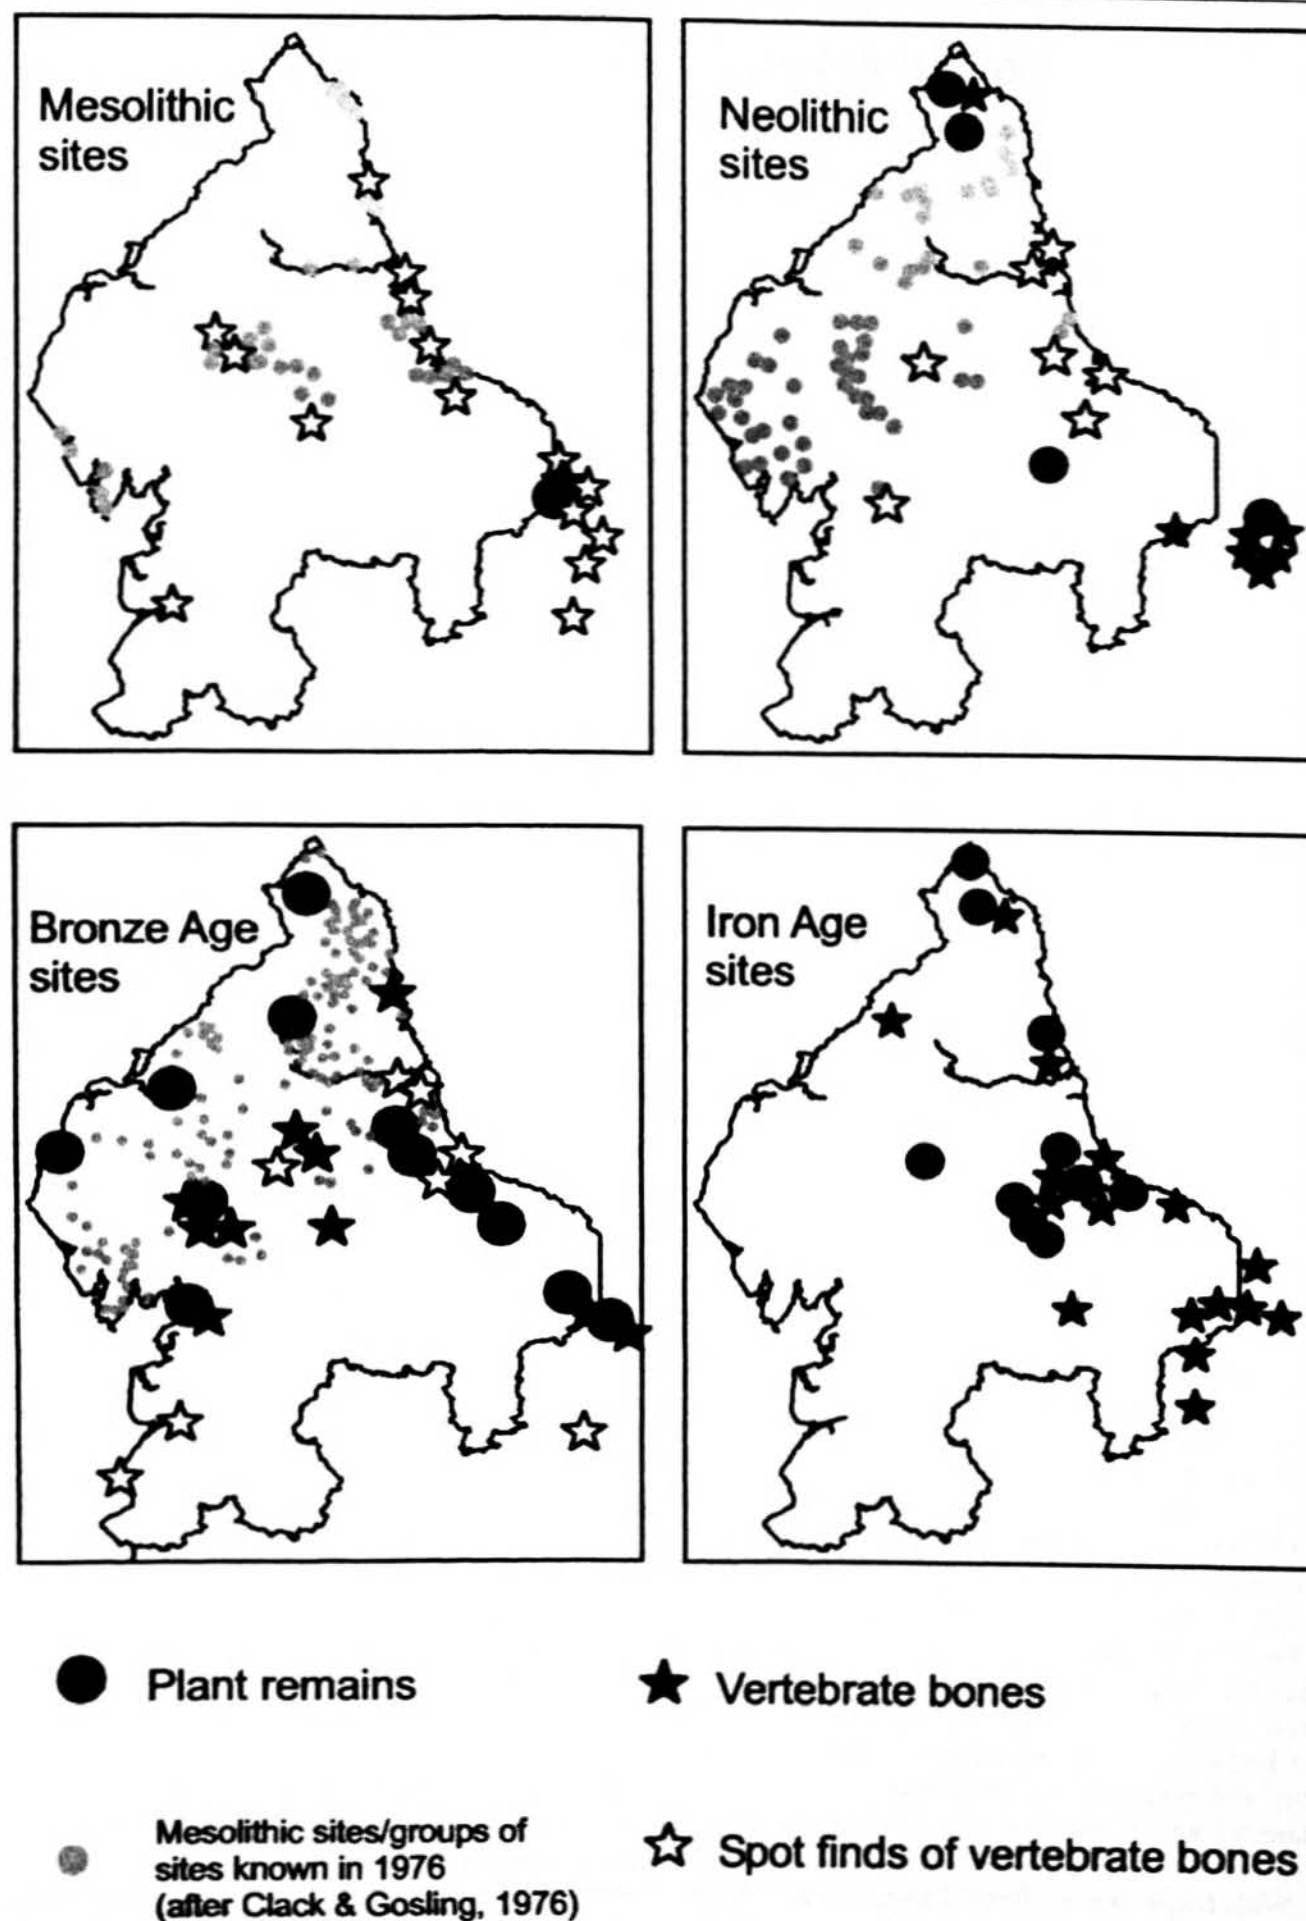 Mesolithic
sites
Neolithic
sites
Bronze Age
sites
Iron Age
sites
Plant remains
Vertebrate bones
Mesolithic sites/groups of
sites known in 1976
(after Clack & Gosling, 1976)
Spot finds of vertebrate bones